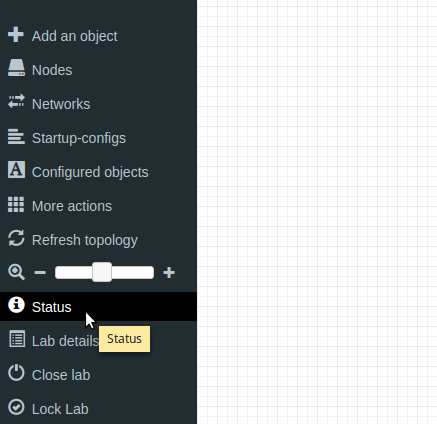 Add an object
Nodes
Networks
Startup-configs
Configured objects
More actions
Refresh topology
Status
Lab details
Status
Close lab
Lock Lab